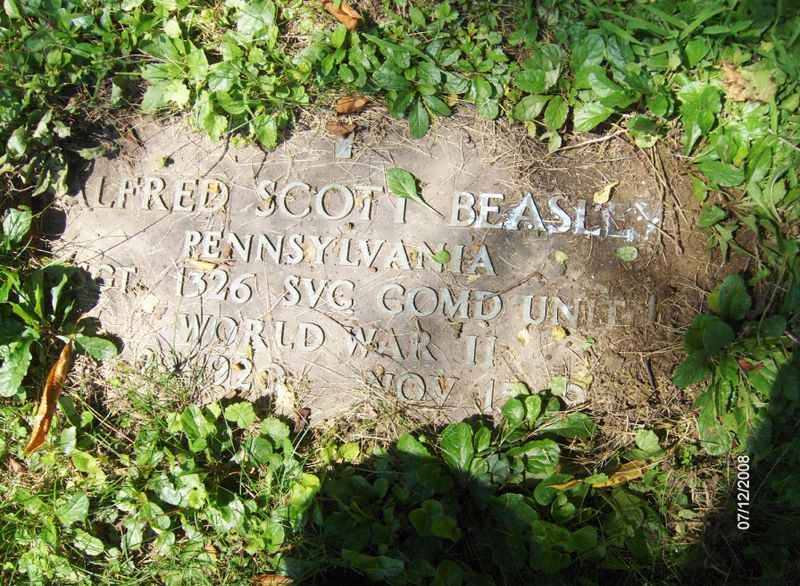 ALFRED SCOTT BEASLEY
PENNSYLVANIA
1326 SVC COMD UNIT
WORLD WAR II
NOV
07/12/2008